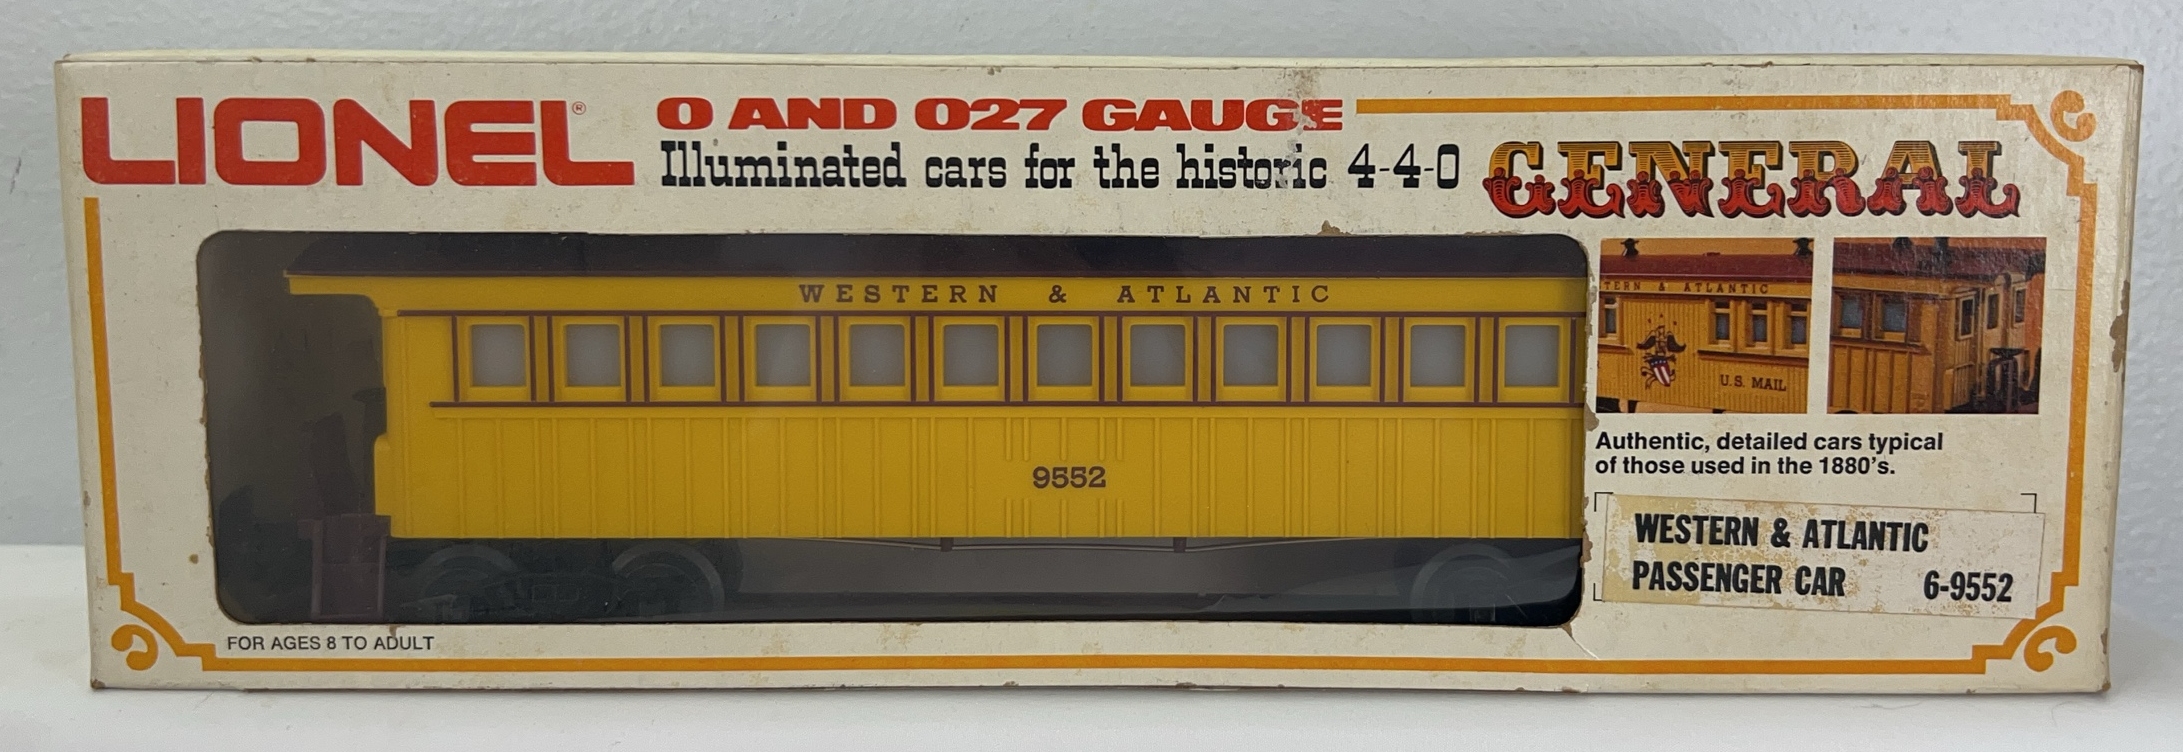 LIONEL®
O AND O27 GAUGE
Illuminated cars for the historic 4-4-0 GENERAL
WESTERN & ATLANTIC
9552
TERN & ATLANTIC
U.S. MAIL
Authentic, detailed cars typical
of those used in the 1880's.
WESTERN & ATLANTIC
PASSENGER CAR 6-9552
FOR AGES 8 TO ADULT